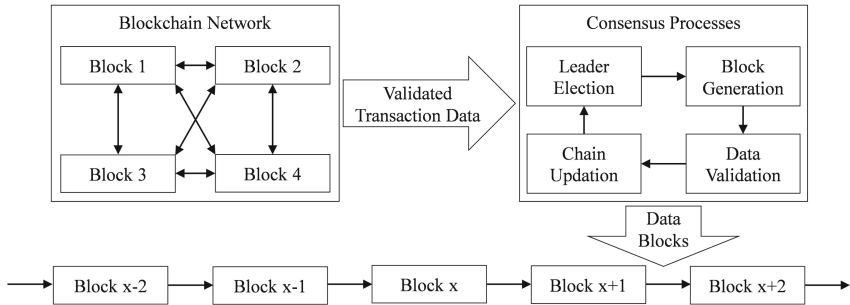 Blockchain Network
Block 1
Block 2
Block 3
Block 4
Validated
Transaction Data
Consensus Processes
Leader
Election
Block
Generation
Chain
Updation
Data
Validation
Data
Blocks
Block x-2
Block x-1
Block x
Block x+1
Block x+2